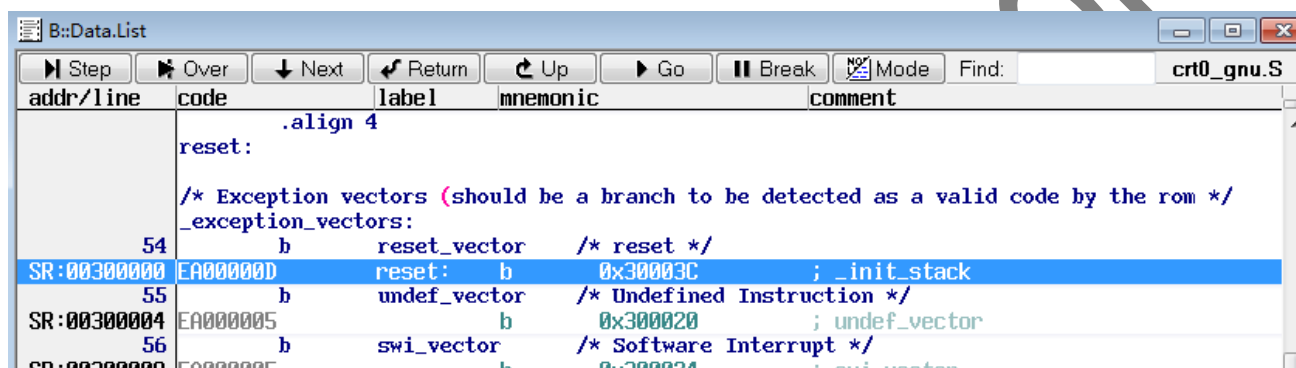 B::Data.List
Step Over Next Return Up Go Break Mode Find: crt0_gnu.S
addr/line code label mnemonic comment
.align 4
reset:
/* Exception vectors (should be a branch to be detected as a valid code by the rom */
_exception_vectors:
54 b reset_vector /* reset */
SR:00300000 EA00000D reset: b 0x30003C ; _init_stack
55 b undef_vector /* Undefined Instruction */
SR:00300004 EA000005 b 0x300020 ; undef_vector
56 b swi_vector /* Software Interrupt */